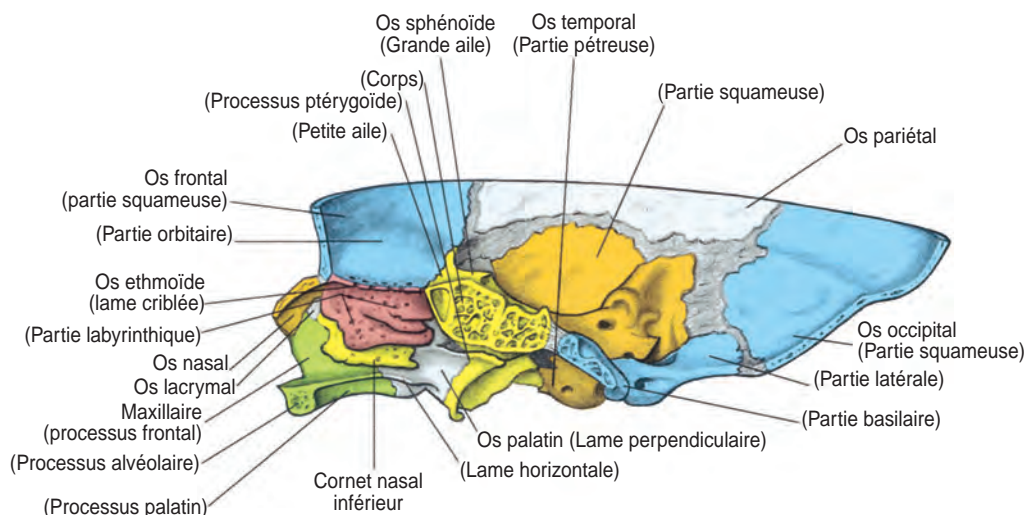 Os sphénoïde
(Grande aile)
Os temporal
(Partie pétreuse)
(Corps)
(Processus ptérygoïde)
(Petite aile)
(Partie squameuse)
Os pariétal
Os frontal
(partie squameuse)
(Partie orbitaire)
Os ethmoïde
(lame criblée)
(Partie labyrinthique)
Os nasal
Os lacrymal
Maxillaire
(processus frontal)
(Processus alvéolaire)
(Processus palatin)
Cornet nasal
inférieur
(Lame horizontale)
Os palatin (Lame perpendiculaire)
Os occipital
(Partie squameuse)
(Partie latérale)
(Partie basilaire)